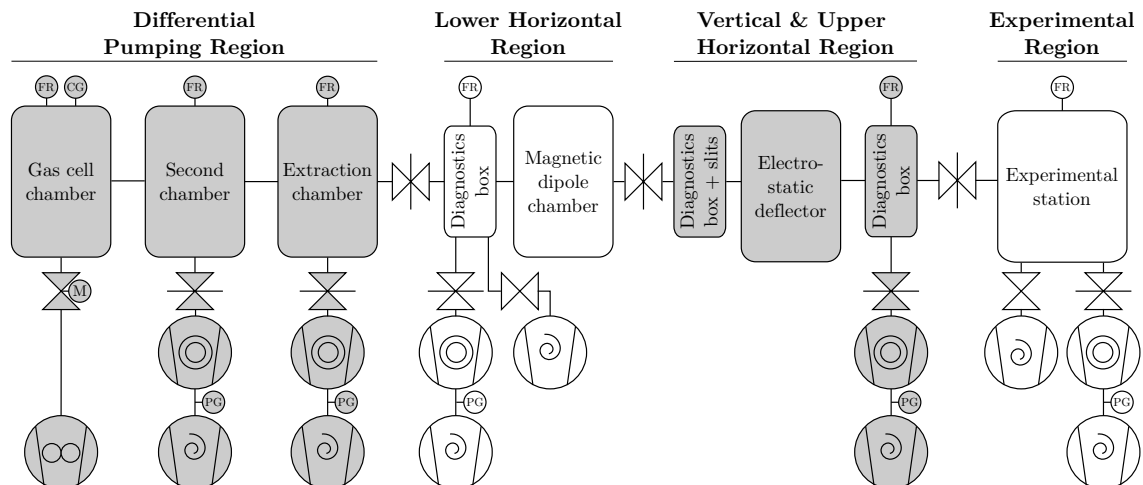 Differential
Pumping Region
Lower Horizontal
Region
Vertical & Upper
Horizontal Region
Experimental
Region
FR
CG
FR
FR
FR
FR
FR
Gas cell
chamber
Second
chamber
Extraction
chamber
Diagnostics
box
Magnetic
dipole
chamber
Diagnostics
box + slits
Electro-
static
deflector
Diagnostics
box
Experimental
station
M
PG
PG
PG
PG
PG